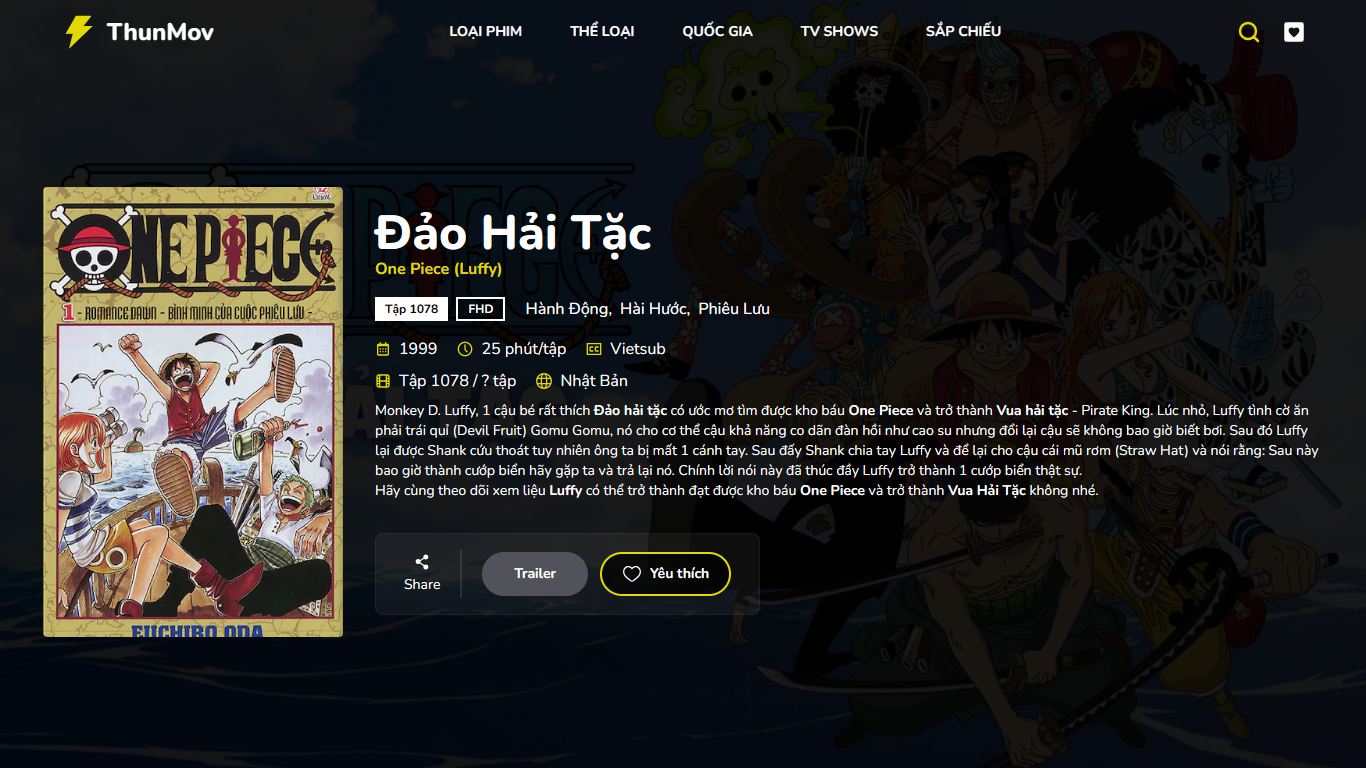 ThunMov
LOẠI PHIM
THỂ LOẠI
QUỐC GIA
TV SHOWS
SẮP CHIẾU
ONE PIECE
1 - ROMANCE DAWN - BÌNH MINH CỦA CUỘC PHIÊU LƯU -
EIICHIRO ODA
Đảo Hải Tặc
One Piece (Luffy)
Tập 1078 FHD Hành Động, Hài Hước, Phiêu Lưu
1999 25 phút/tập CC Vietsub
Tập 1078 / ? tập Nhật Bản
Monkey D. Luffy, 1 cậu bé rất thích Đảo hải tặc có ước mơ tìm được kho báu One Piece và trở thành Vua hải tặc - Pirate King. Lúc nhỏ, Luffy tình cờ ăn
phải trái quỉ (Devil Fruit) Gomu Gomu, nó cho cơ thể cậu khả năng co dãn đàn hồi như cao su nhưng đổi lại cậu sẽ không bao giờ biết bơi. Sau đó Luffy
lại được Shank cứu thoát tuy nhiên ông ta bị mất 1 cánh tay. Sau đấy Shank chia tay Luffy và để lại cho cậu cái mũ rơm (Straw Hat) và nói rằng: Sau này
bao giờ thành cướp biển hãy gặp ta và trả lại nó. Chính lời nói này đã thúc đầy Luffy trở thành 1 cướp biển thật sự.
Hãy cùng theo dõi xem liệu Luffy có thể trở thành đạt được kho báu One Piece và trở thành Vua Hải Tặc không nhé.
Share
Trailer
Yêu thích